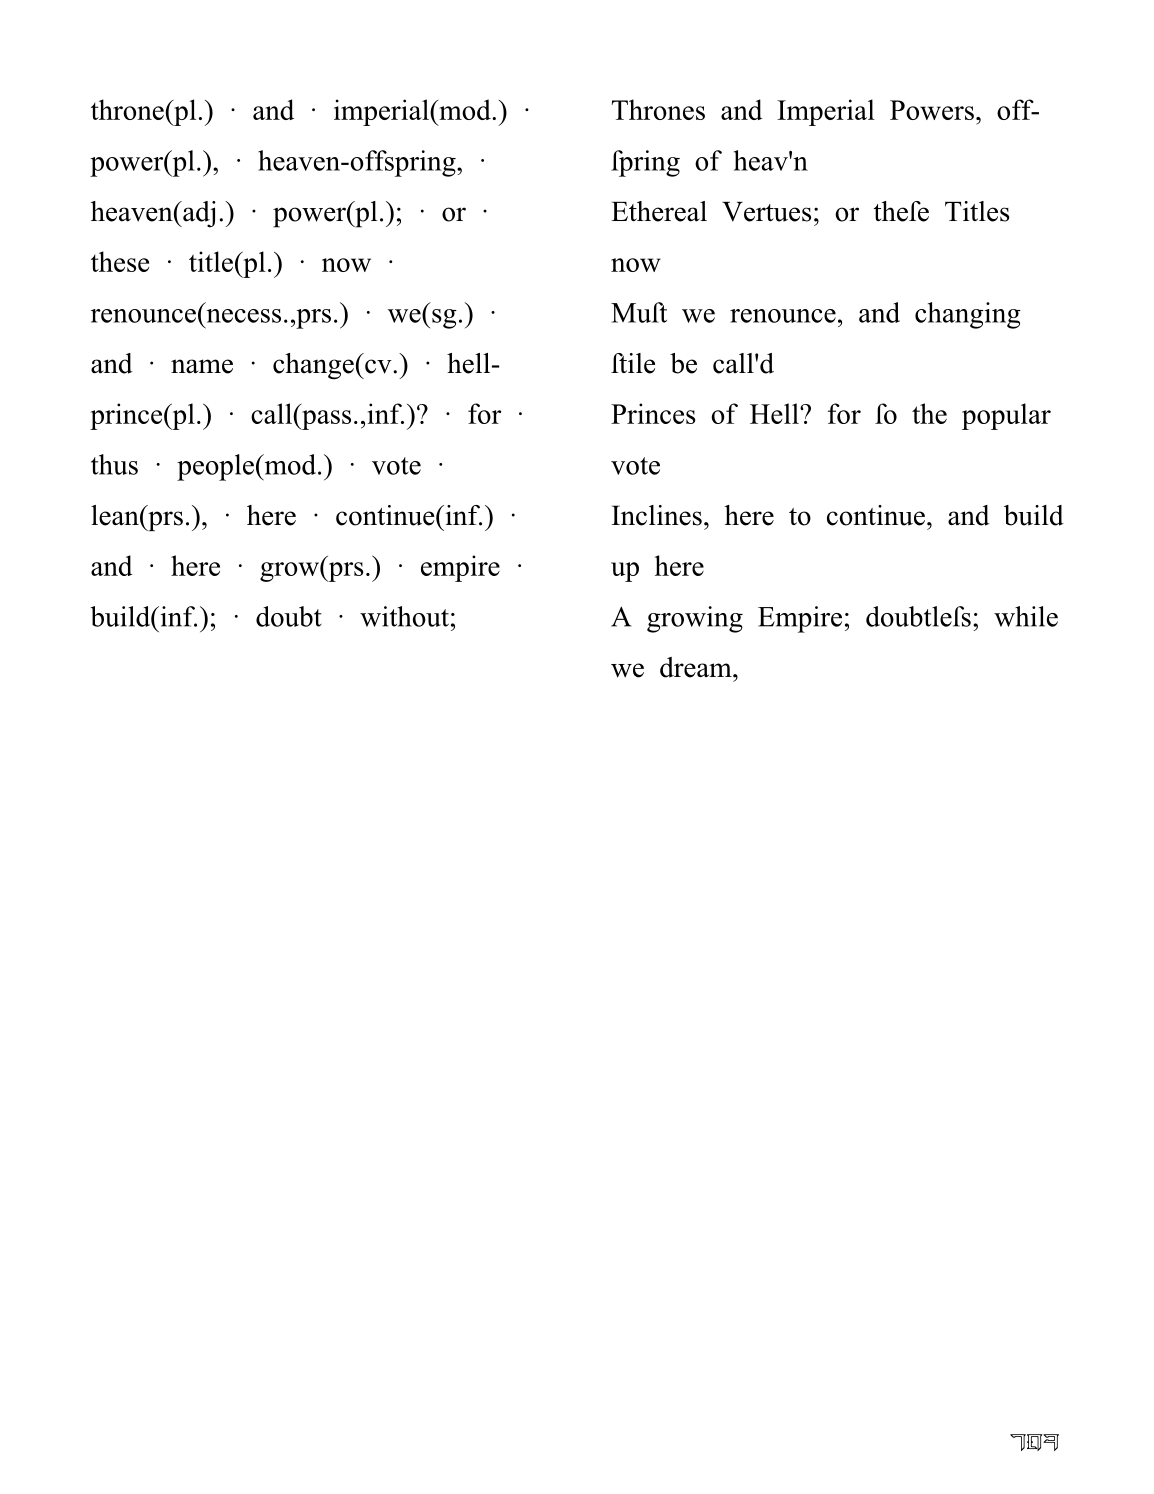 throne(pl.) · and · imperial(mod.) ·
power(pl.), · heaven-offspring, ·
heaven(adj.) · power(pl.); · or ·
these · title(pl.) · now ·
renounce(necess.,prs.) · we(sg.) ·
and · name · change(cv.) · hell-
prince(pl.) · call(pass.,inf.)? · for ·
thus · people(mod.) · vote ·
lean(prs.), · here · continue(inf.) ·
and · here · grow(prs.) · empire ·
build(inf.); · doubt · without;
Thrones and Imperial Powers, off-
ſpring of heav'n
Ethereal Vertues; or theſe Titles
now
Muſt we renounce, and changing
ſtile be call'd
Princes of Hell? for ſo the popular
vote
Inclines, here to continue, and build
up here
A growing Empire; doubtleſs; while
we dream,